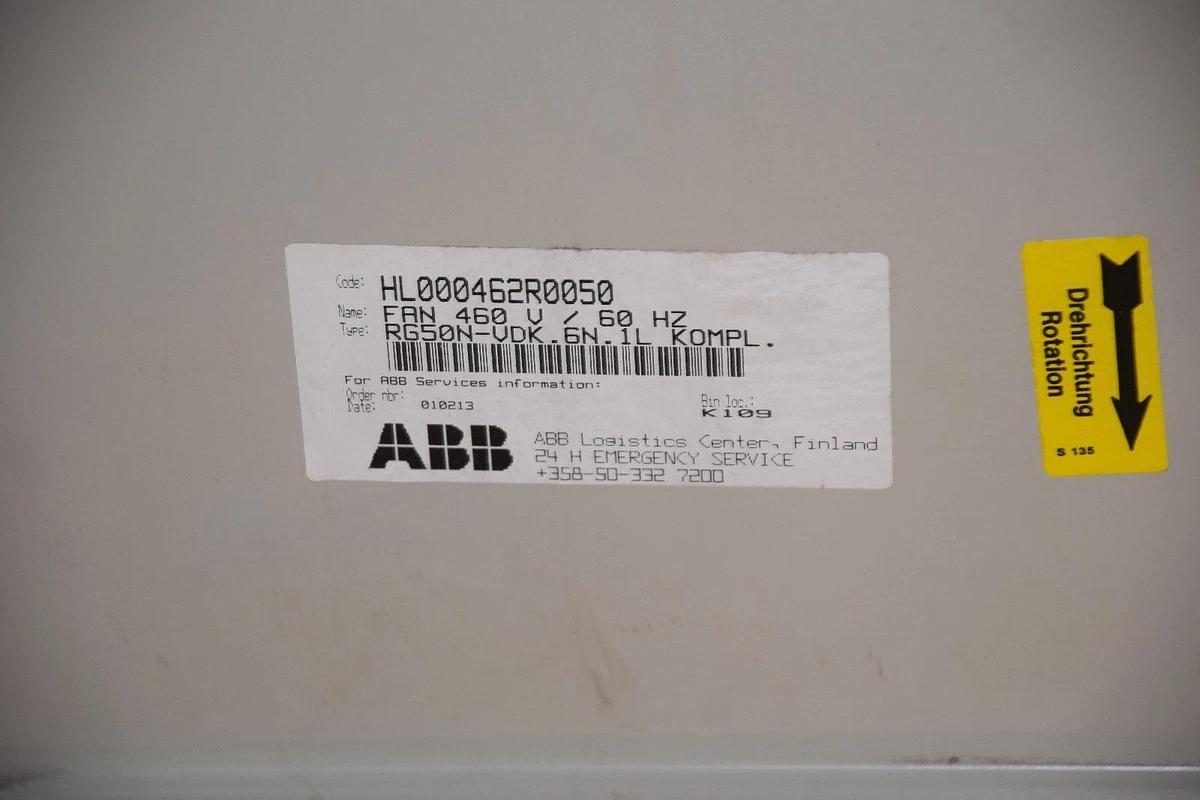 Code: HL000462R0050
Name: FAN 460 V / 60 HZ
Type: RG50N-VDK.6N.1L KOMPL.
For ABB Services information:
Order nbr:
Date: 010213
Bin loc.:
K109
ABB
ABB Logistics Center, Finland
24 H EMERGENCY SERVICE
+358-50-332 7200
Drehrichtung
Rotation
S 135